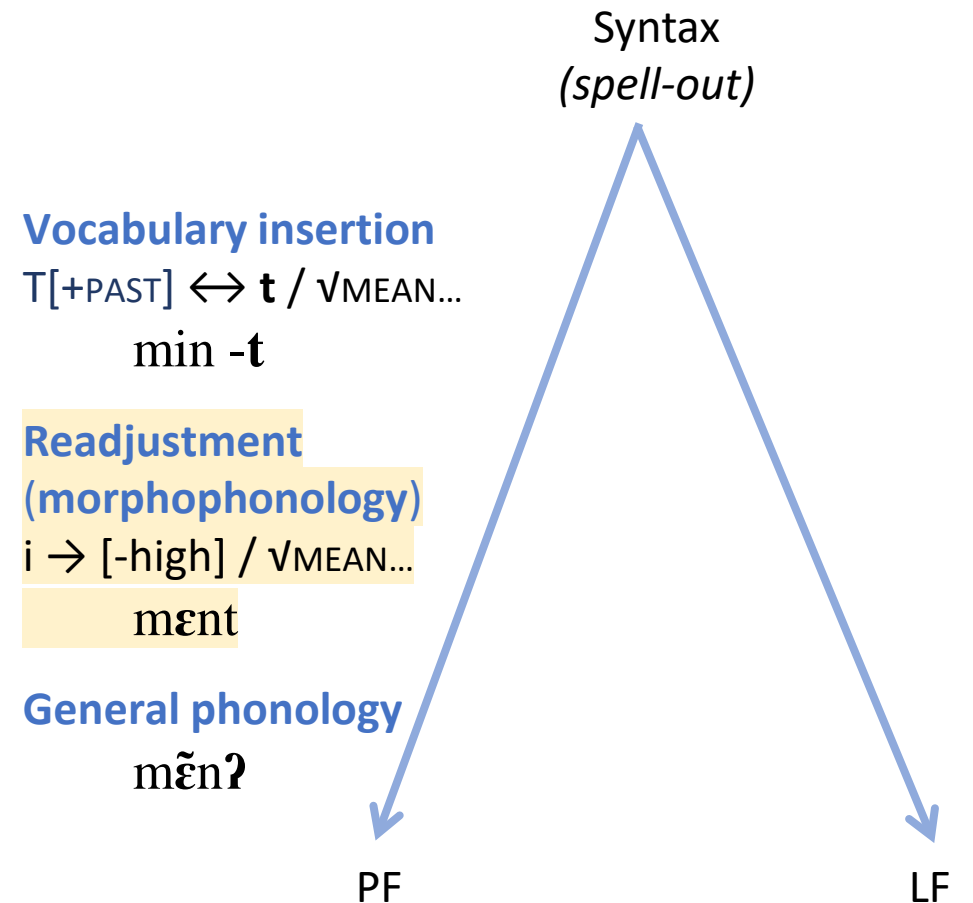 Syntax
(spell-out)
Vocabulary insertion
T[+PAST] ↔ t / √MEAN…
min -t
Readjustment
(morphophonology)
i → [-high] / √MEAN…
mɛnt
General phonology
mɛ̃nʔ
PF
LF